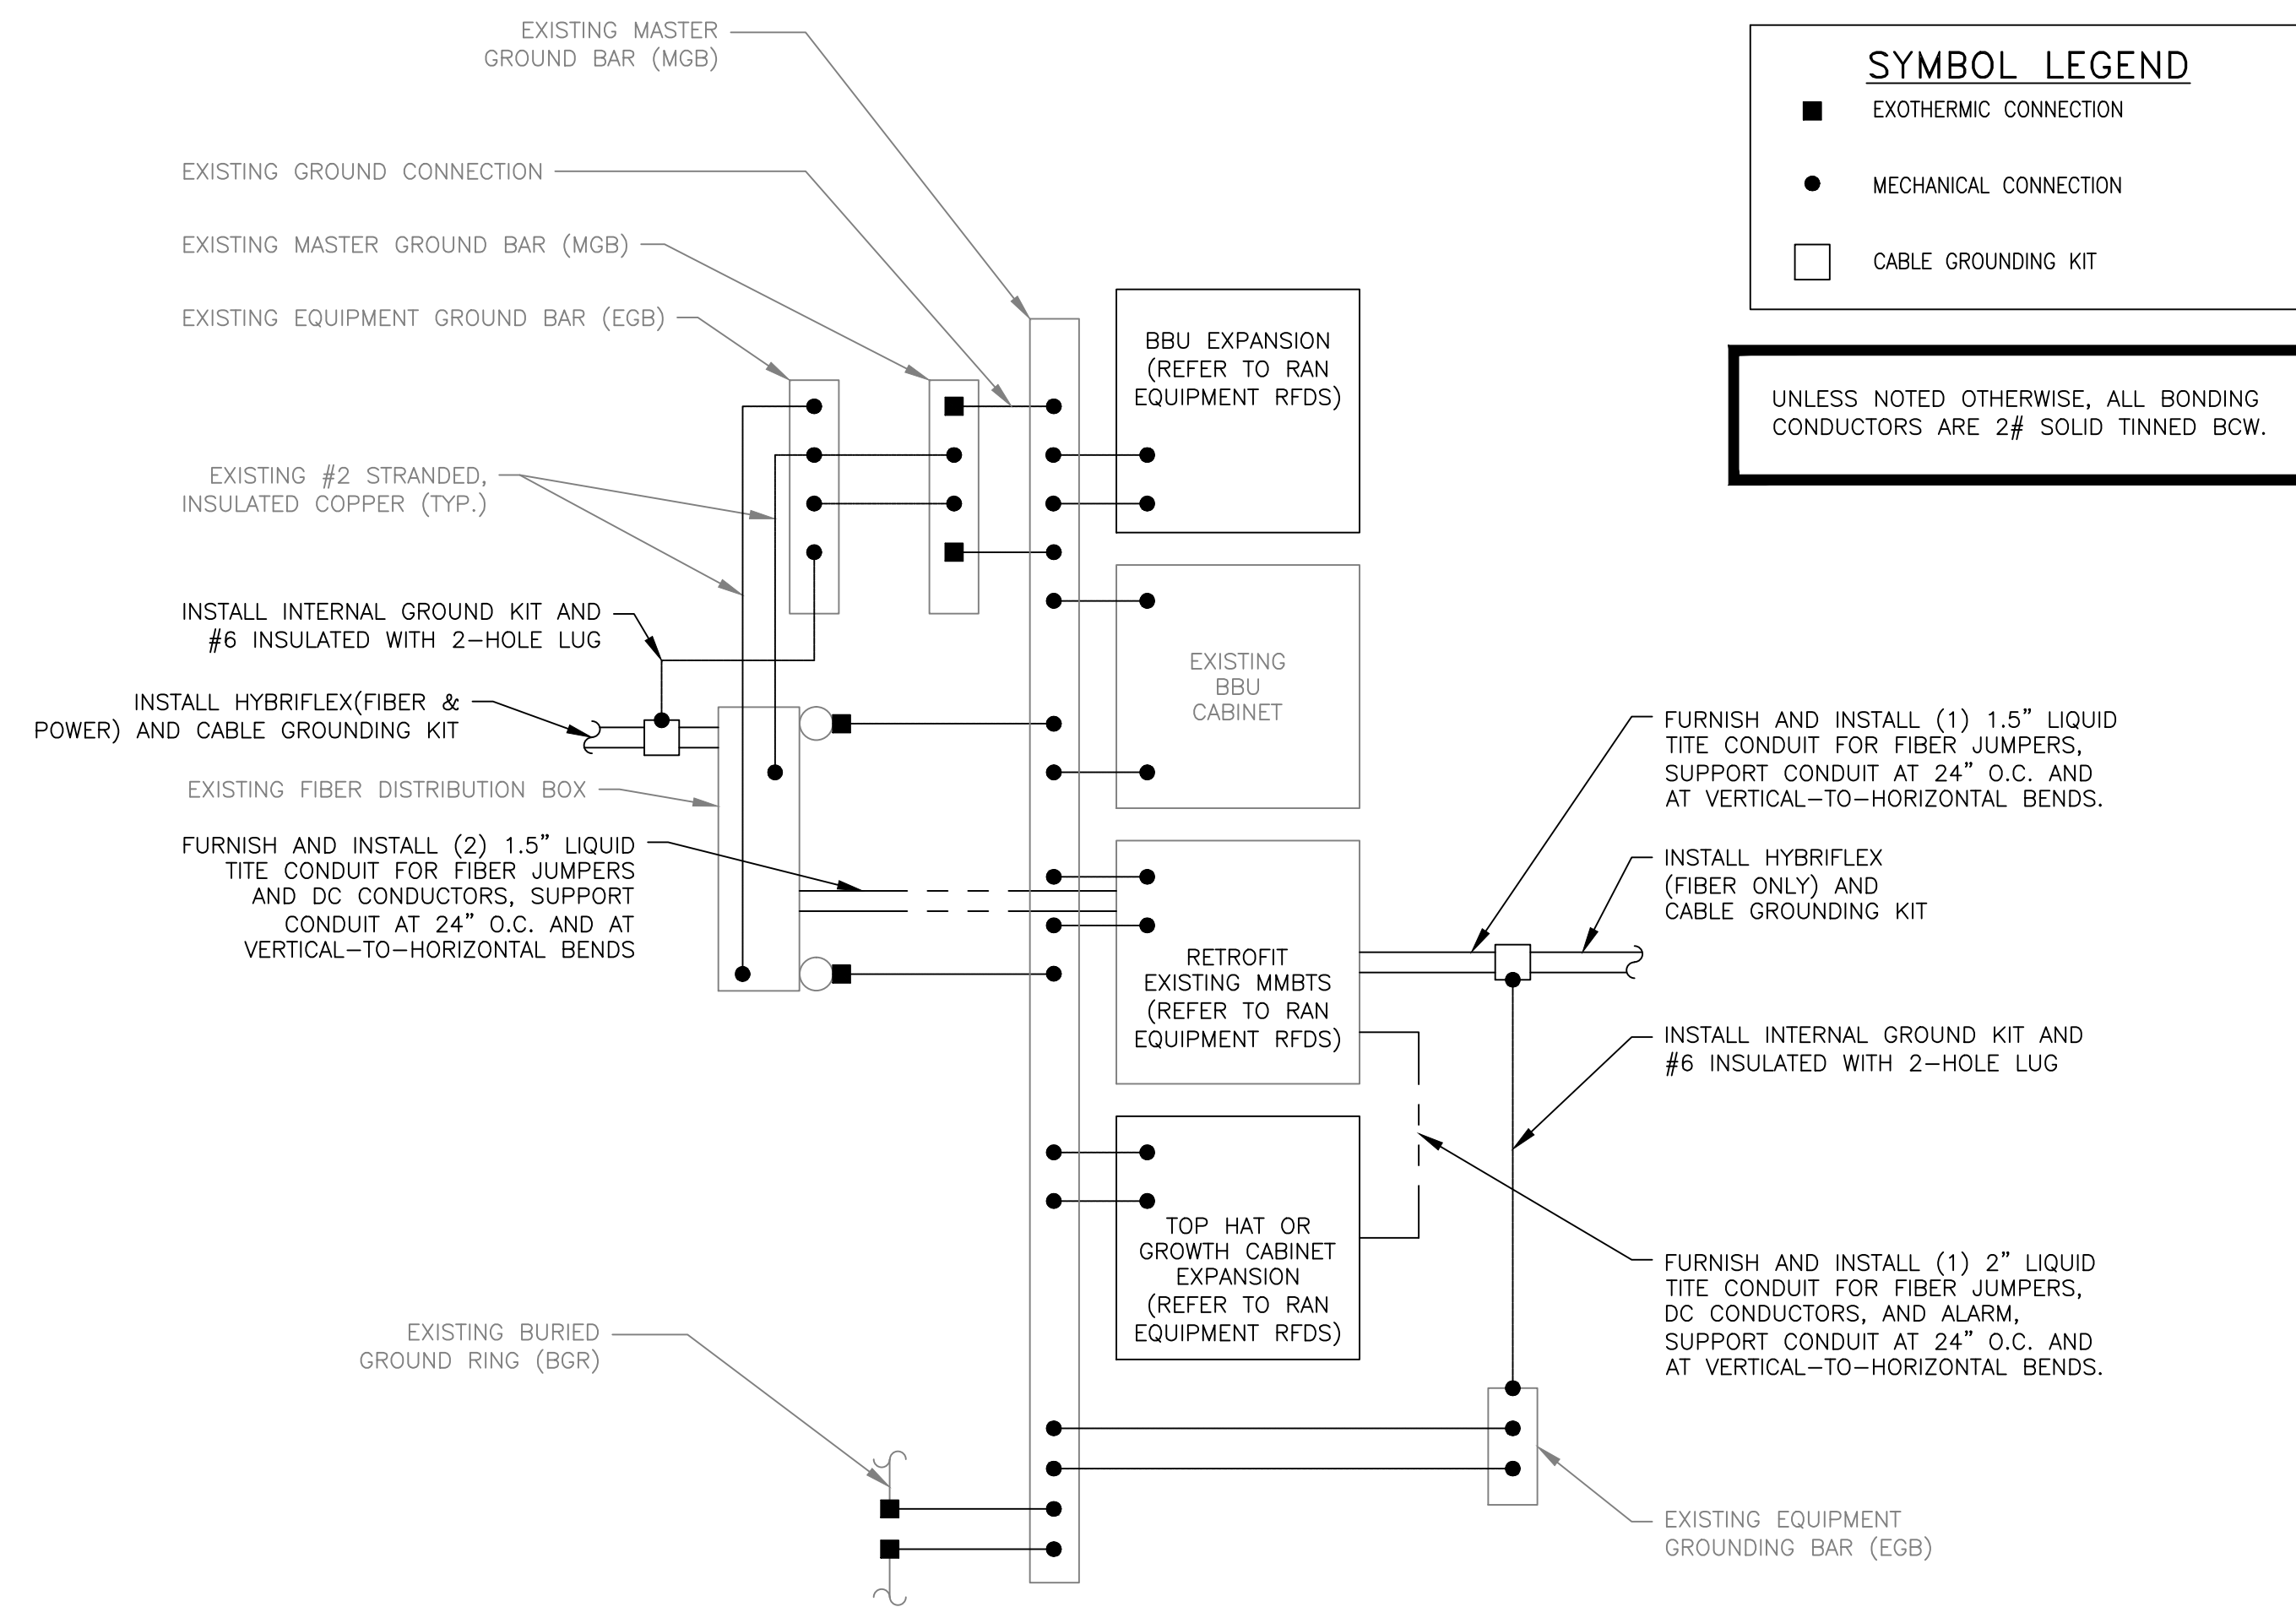 EXISTING MASTER
GROUND BAR (MGB)
EXISTING GROUND CONNECTION
EXISTING MASTER GROUND BAR (MGB)
EXISTING EQUIPMENT GROUND BAR (EGB)
EXISTING #2 STRANDED,
INSULATED COPPER (TYP.)
INSTALL INTERNAL GROUND KIT AND
#6 INSULATED WITH 2-HOLE LUG
INSTALL HYBRIFLEX(FIBER &
POWER) AND CABLE GROUNDING KIT
EXISTING FIBER DISTRIBUTION BOX
FURNISH AND INSTALL (2) 1.5" LIQUID
TITE CONDUIT FOR FIBER JUMPERS
AND DC CONDUCTORS, SUPPORT
CONDUIT AT 24" O.C. AND AT
VERTICAL-TO-HORIZONTAL BENDS
EXISTING BURIED
GROUND RING (BGR)
BBU EXPANSION
(REFER TO RAN
EQUIPMENT RFDS)
EXISTING
BBU
CABINET
RETROFIT
EXISTING MMBTS
(REFER TO RAN
EQUIPMENT RFDS)
TOP HAT OR
GROWTH CABINET
EXPANSION
(REFER TO RAN
EQUIPMENT RFDS)
SYMBOL LEGEND
EXOTHERMIC CONNECTION
MECHANICAL CONNECTION
CABLE GROUNDING KIT
UNLESS NOTED OTHERWISE, ALL BONDING
CONDUCTORS ARE 2# SOLID TINNED BCW.
FURNISH AND INSTALL (1) 1.5" LIQUID
TITE CONDUIT FOR FIBER JUMPERS,
SUPPORT CONDUIT AT 24" O.C. AND
AT VERTICAL-TO-HORIZONTAL BENDS.
INSTALL HYBRIFLEX
(FIBER ONLY) AND
CABLE GROUNDING KIT
INSTALL INTERNAL GROUND KIT AND
#6 INSULATED WITH 2-HOLE LUG
FURNISH AND INSTALL (1) 2" LIQUID
TITE CONDUIT FOR FIBER JUMPERS,
DC CONDUCTORS, AND ALARM,
SUPPORT CONDUIT AT 24" O.C. AND
AT VERTICAL-TO-HORIZONTAL BENDS.
EXISTING EQUIPMENT
GROUNDING BAR (EGB)